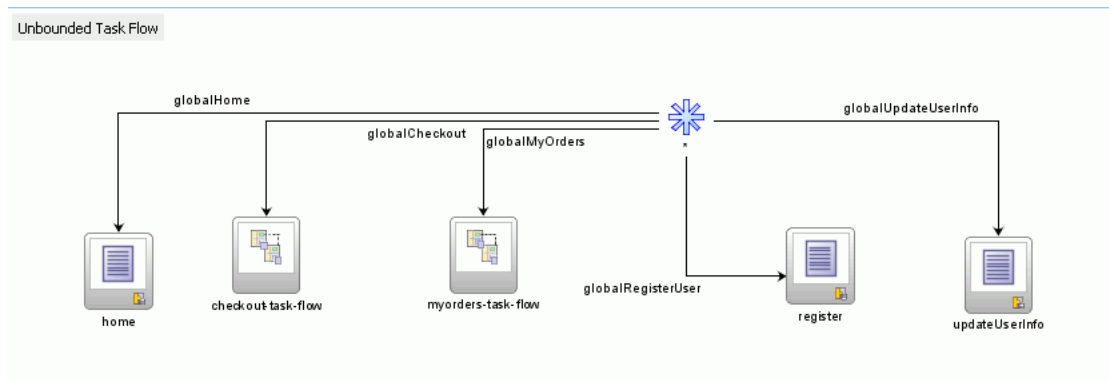 Unbounded Task Flow
globalHome
globalUpdateUserInfo
globalCheckout
globalMyOrders
*
globalRegisterUser
home
checkout-task-flow
myorders-task-flow
register
updateUserInfo